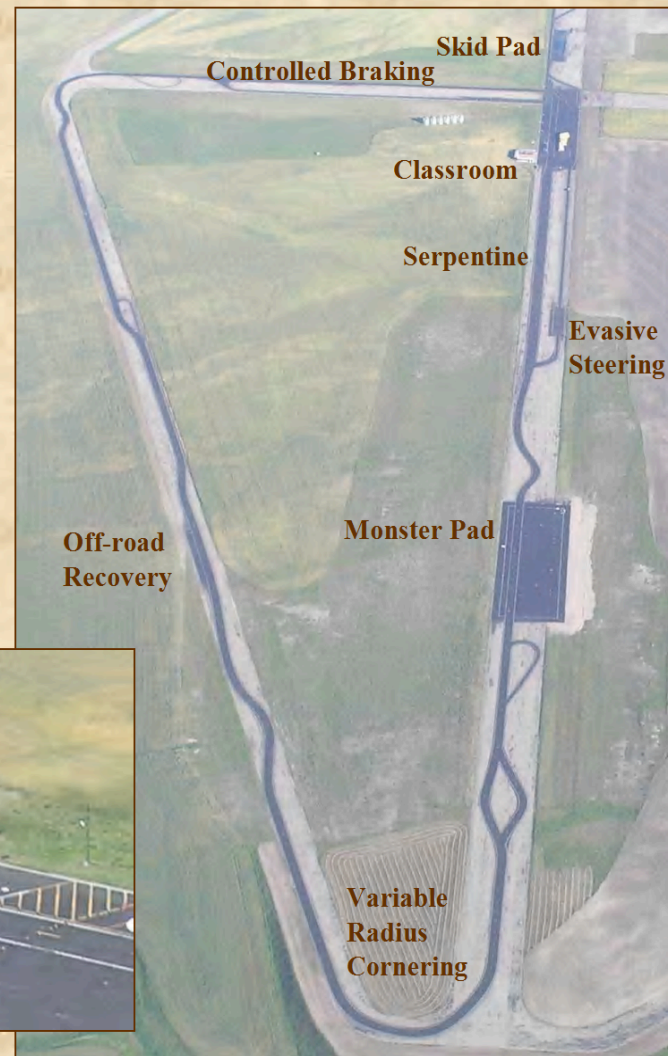 Skid Pad
Controlled Braking
Classroom
Serpentine
Evasive
Steering
Monster Pad
Off-road
Recovery
Variable
Radius
Cornering